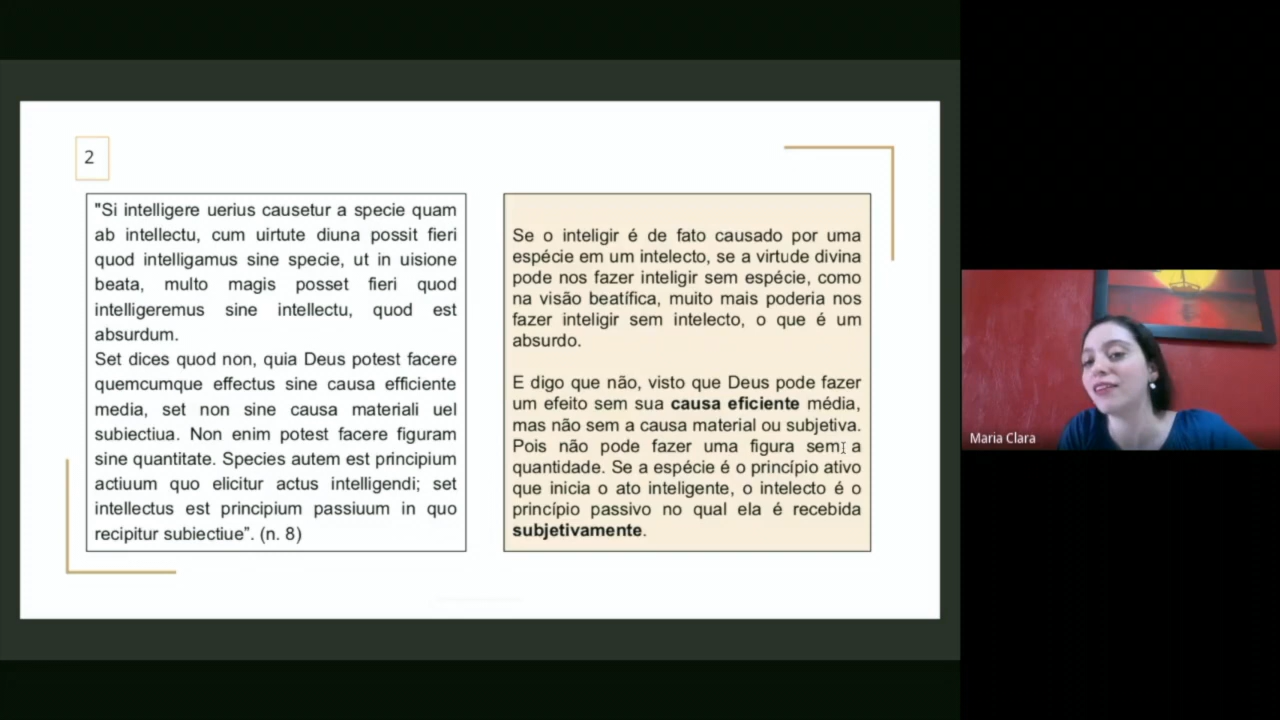 2
"Si intelligere uerius causetur a specie quam
ab intellectu, cum uirtute diuna possit fieri
quod intelligamus sine specie, ut in uisione
beata, multo magis posset fieri quod
intelligeremus sine intellectu, quod est
absurdum.
Set dices quod non, quia Deus potest facere
quemcumque effectus sine causa efficiente
media, set non sine causa materiali uel
subiectiua. Non enim potest facere figuram
sine quantitate. Species autem est principium
actiuum quo elicitur actus intelligendi; set
intellectus est principium passiuum in quo
recipitur subiectiue”. (n. 8)
Se o inteligir é de fato causado por uma
espécie em um intelecto, se a virtude divina
pode nos fazer inteligir sem espécie, como
na visão beatífica, muito mais poderia nos
fazer inteligir sem intelecto, o que é um
absurdo.
E digo que não, visto que Deus pode fazer
um efeito sem sua causa eficiente média,
mas não sem a causa material ou subjetiva.
Pois não pode fazer uma figura sem a
quantidade. Se a espécie é o princípio ativo
que inicia o ato inteligente, o intelecto é o
princípio passivo no qual ela é recebida
subjetivamente.
Maria Clara